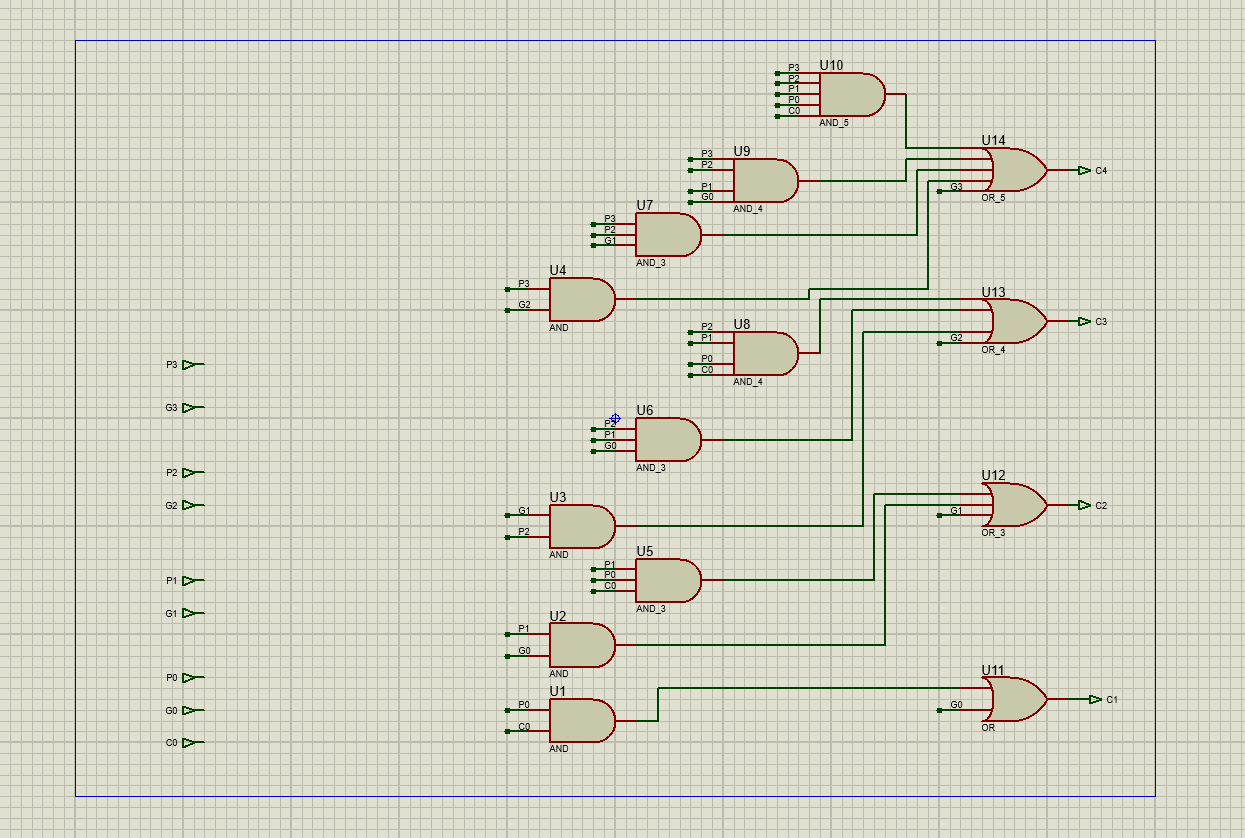 U10
P3
P2
P1
P0
C0
AND_5
U14
C4
G3
OR_5
U9
P3
P2
P1
G0
AND_4
U7
P3
P2
G1
AND_3
U4
P3
G2
AND
U13
C3
G2
OR_4
U8
P2
P1
P0
C0
AND_4
P3
G3
P2
G2
P1
G1
P0
G0
C0
U6
P2
P1
G0
AND_3
U12
C2
G1
OR_3
U3
G1
P2
AND
U5
P1
P0
C0
AND_3
U2
P1
G0
AND
U11
C1
G0
OR
U1
P0
C0
AND